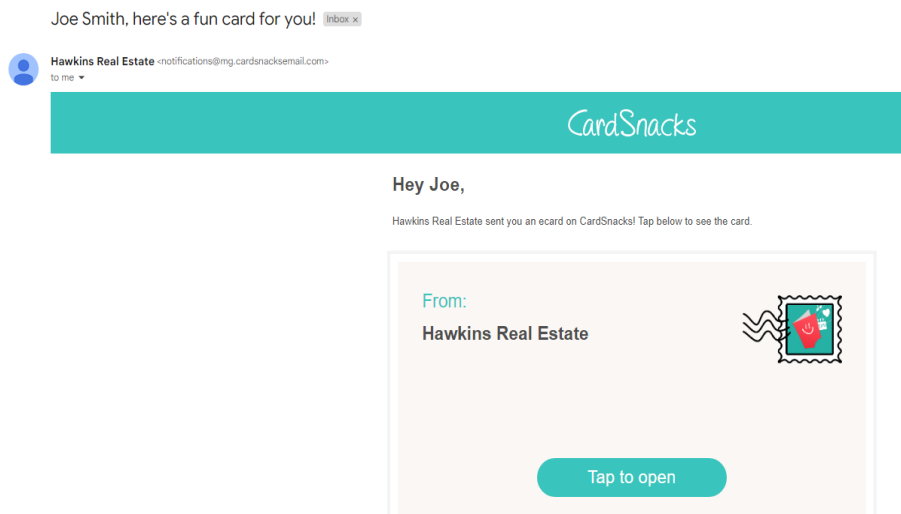 Joe Smith, here's a fun card for you! Inbox x
Hawkins Real Estate <notifications@mg.cardsnacksemail.com>
to me
CardSnacks
Hey Joe,
Hawkins Real Estate sent you an ecard on CardSnacks! Tap below to see the card.
From:
Hawkins Real Estate
Tap to open